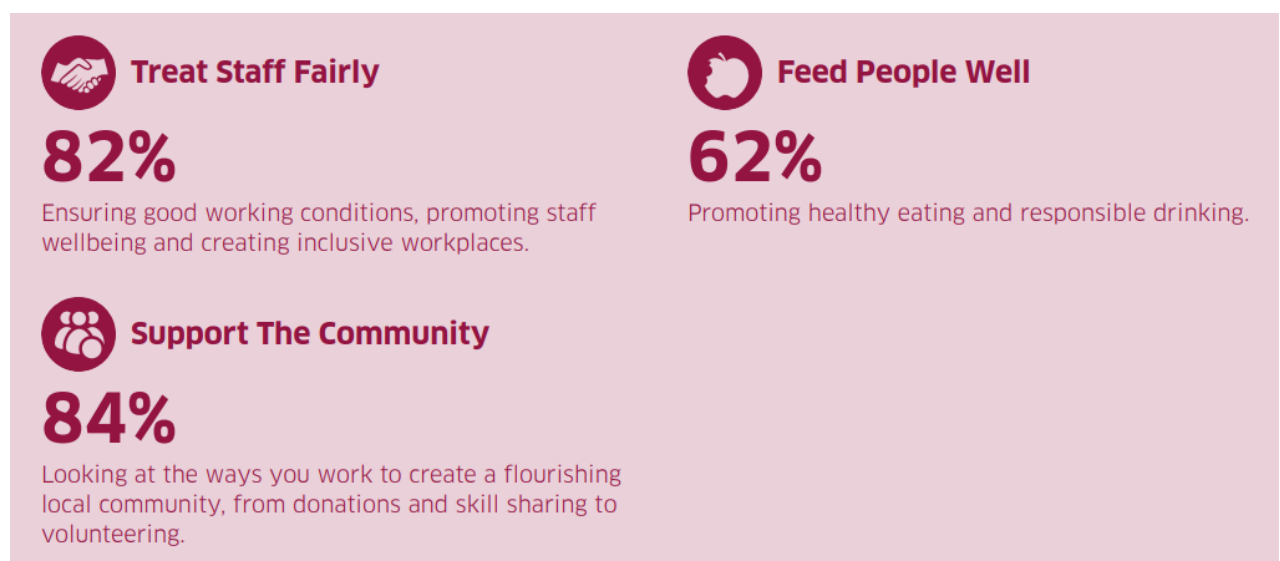 Treat Staff Fairly
82%
Ensuring good working conditions, promoting staff
wellbeing and creating inclusive workplaces.
Feed People Well
62%
Promoting healthy eating and responsible drinking.
Support The Community
84%
Looking at the ways you work to create a flourishing
local community, from donations and skill sharing to
volunteering.